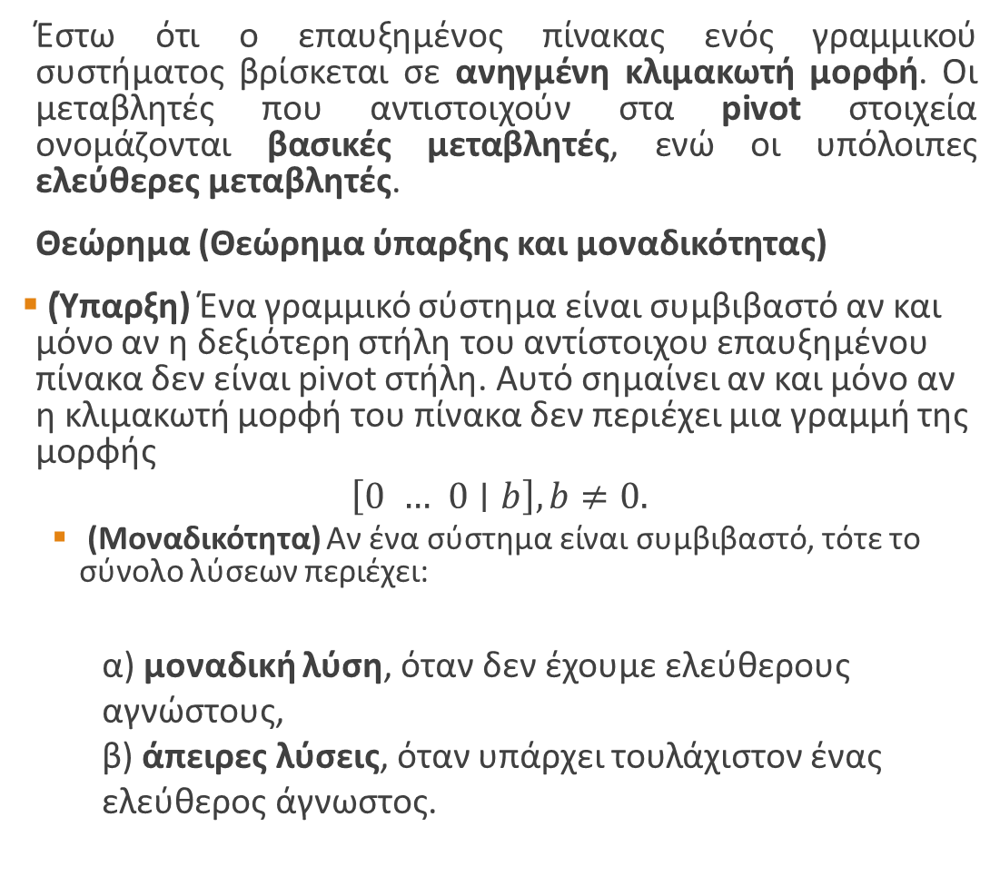 Έστω ότι ο επαυξημένος πίνακας ενός γραμμικού
συστήματος βρίσκεται σε ανηγμένη κλιμακωτή μορφή. Οι
μεταβλητές που αντιστοιχούν στα pivot στοιχεία
ονομάζονται βασικές μεταβλητές, ενώ οι υπόλοιπες
ελεύθερες μεταβλητές.
Θεώρημα (Θεώρημα ύπαρξης και μοναδικότητας)
▪ (Ύπαρξη) Ένα γραμμικό σύστημα είναι συμβιβαστό αν και
μόνο αν η δεξιότερη στήλη του αντίστοιχου επαυξημένου
πίνακα δεν είναι pivot στήλη. Αυτό σημαίνει αν και μόνο αν
η κλιμακωτή μορφή του πίνακα δεν περιέχει μια γραμμή της
μορφής
[0 … 0 | b], b ≠ 0.
▪ (Μοναδικότητα) Αν ένα σύστημα είναι συμβιβαστό, τότε το
σύνολο λύσεων περιέχει:
α) μοναδική λύση, όταν δεν έχουμε ελεύθερους
αγνώστους,
β) άπειρες λύσεις, όταν υπάρχει τουλάχιστον ένας
ελεύθερος άγνωστος.